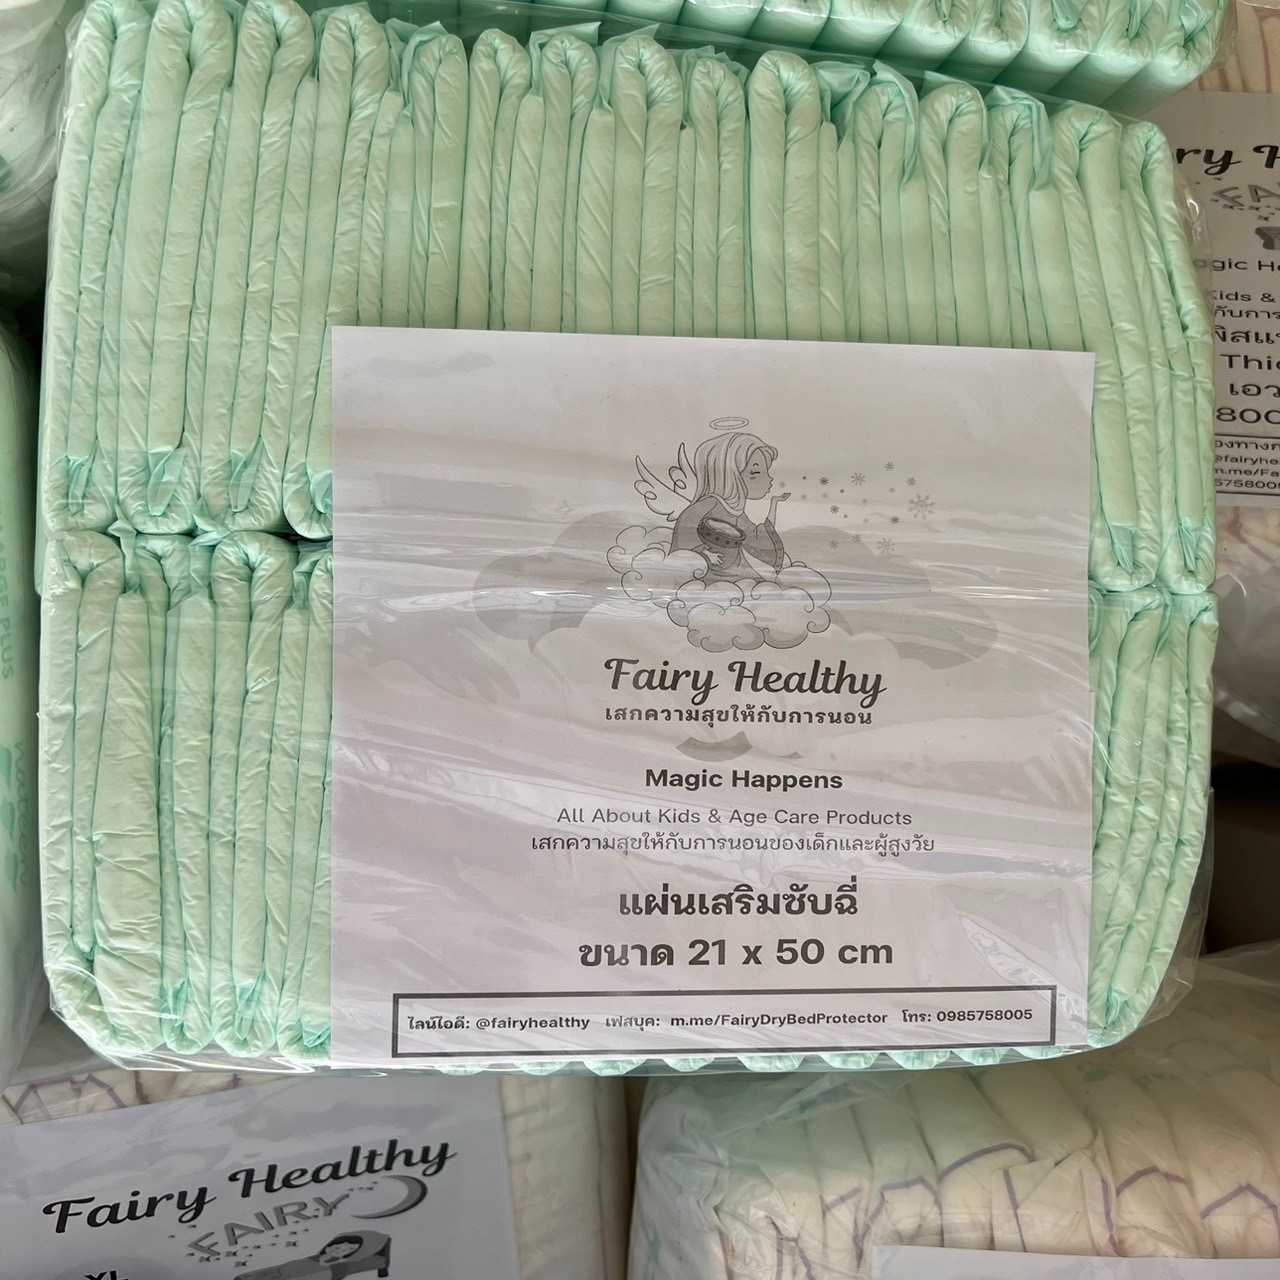 Fairy Healthy
เสกความสุขให้กับการนอน
Magic Happens
All About Kids & Age Care Products
เสกความสุขให้กับการนอนของเด็กและผู้สูงวัย
แผ่นเสริมซับฉี่
ขนาด 21 x 50 cm
ไลน์ไอดี: @fairyhealthy เฟสบุค: m.me/FairyDryBedProtector โทร: 0985758005
PLUS
Fairy Healthy
FAIRY
XL